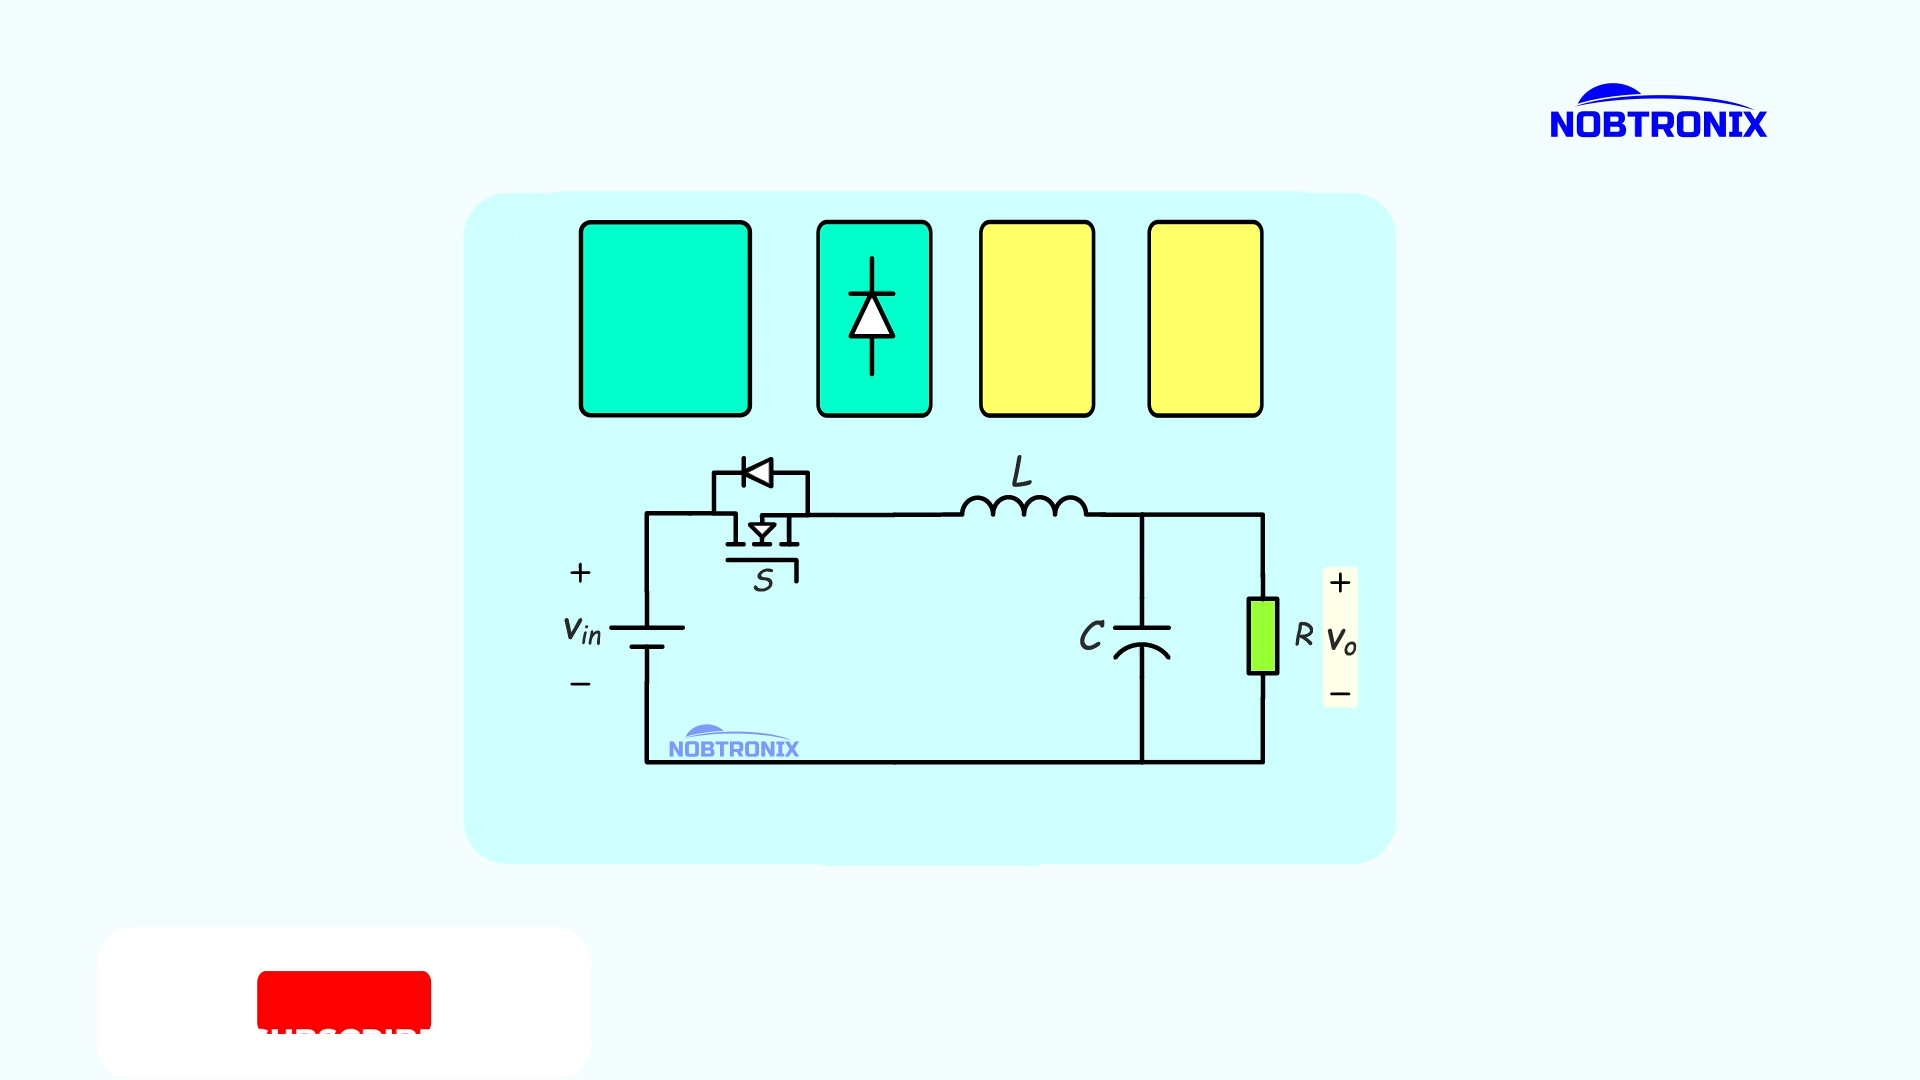 NOBTRONIX
L
S
+
v_in
−
C
R
+
v_o
−
NOBTRONIX